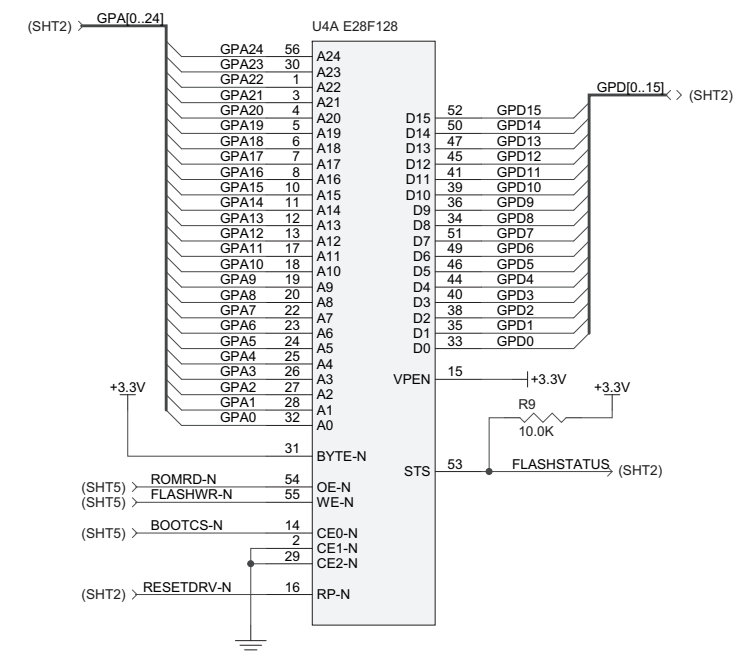 (SHT2) GPA[0..24]
U4A E28F128
GPA24 56 A24
GPA23 30 A23
GPA22 1 A22
GPA21 3 A21
GPA20 4 A20
GPA19 5 A19
GPA18 6 A18
GPA17 7 A17
GPA16 8 A16
GPA15 10 A15
GPA14 11 A14
GPA13 12 A13
GPA12 13 A12
GPA11 17 A11
GPA10 18 A10
GPA9 19 A9
GPA8 20 A8
GPA7 22 A7
GPA6 23 A6
GPA5 24 A5
GPA4 25 A4
GPA3 26 A3
GPA2 27 A2
GPA1 28 A1
GPA0 32 A0
+3.3V
31 BYTE-N
(SHT5) ROMRD-N 54 OE-N
(SHT5) FLASHWR-N 55 WE-N
(SHT5) BOOTCS-N 14 CE0-N
2 CE1-N
29 CE2-N
(SHT2) RESETDRV-N 16 RP-N
GPD[0..15] (SHT2)
D15 52 GPD15
D14 50 GPD14
D13 47 GPD13
D12 45 GPD12
D11 41 GPD11
D10 39 GPD10
D9 36 GPD9
D8 34 GPD8
D7 51 GPD7
D6 49 GPD6
D5 46 GPD5
D4 44 GPD4
D3 40 GPD3
D2 38 GPD2
D1 35 GPD1
D0 33 GPD0
VPEN 15 +3.3V
+3.3V
R9
10.0K
STS 53 FLASHSTATUS (SHT2)